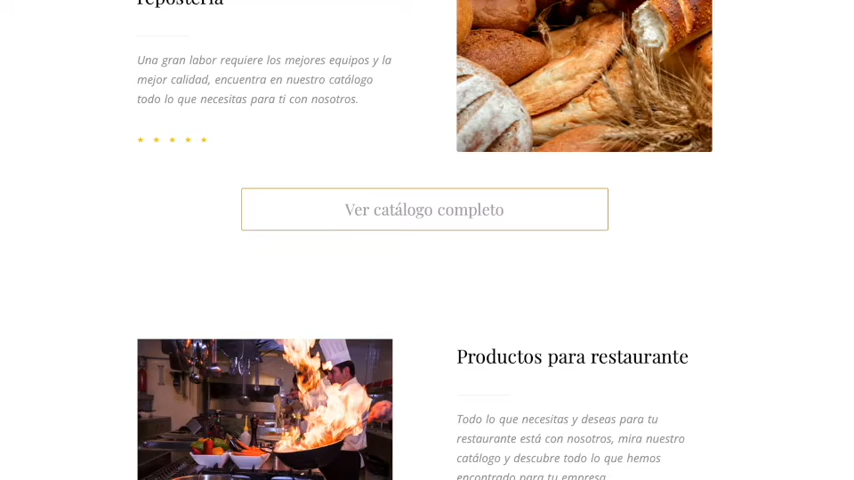 repostería
Una gran labor requiere los mejores equipos y la
mejor calidad, encuentra en nuestro catálogo
todo lo que necesitas para ti con nosotros.
Ver catálogo completo
Productos para restaurante
Todo lo que necesitas y deseas para tu
restaurante está con nosotros, mira nuestro
catálogo y descubre todo lo que hemos
encontrado para tu empresa